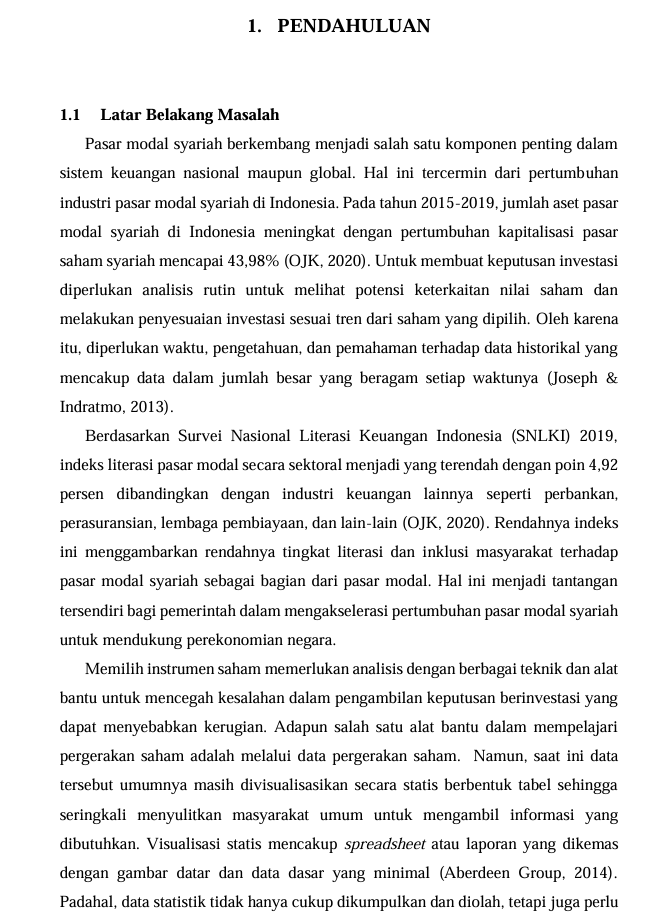 1. PENDAHULUAN
1.1 Latar Belakang Masalah
Pasar modal syariah berkembang menjadi salah satu komponen penting dalam
sistem keuangan nasional maupun global. Hal ini tercermin dari pertumbuhan
industri pasar modal syariah di Indonesia. Pada tahun 2015-2019, jumlah aset pasar
modal syariah di Indonesia meningkat dengan pertumbuhan kapitalisasi pasar
saham syariah mencapai 43,98% (OJK, 2020). Untuk membuat keputusan investasi
diperlukan analisis rutin untuk melihat potensi keterkaitan nilai saham dan
melakukan penyesuaian investasi sesuai tren dari saham yang dipilih. Oleh karena
itu, diperlukan waktu, pengetahuan, dan pemahaman terhadap data historikal yang
mencakup data dalam jumlah besar yang beragam setiap waktunya (Joseph &
Indratmo, 2013).
Berdasarkan Survei Nasional Literasi Keuangan Indonesia (SNLKI) 2019,
indeks literasi pasar modal secara sektoral menjadi yang terendah dengan poin 4,92
persen dibandingkan dengan industri keuangan lainnya seperti perbankan,
perasuransian, lembaga pembiayaan, dan lain-lain (OJK, 2020). Rendahnya indeks
ini menggambarkan rendahnya tingkat literasi dan inklusi masyarakat terhadap
pasar modal syariah sebagai bagian dari pasar modal. Hal ini menjadi tantangan
tersendiri bagi pemerintah dalam mengakselerasi pertumbuhan pasar modal syariah
untuk mendukung perekonomian negara.
Memilih instrumen saham memerlukan analisis dengan berbagai teknik dan alat
bantu untuk mencegah kesalahan dalam pengambilan keputusan berinvestasi yang
dapat menyebabkan kerugian. Adapun salah satu alat bantu dalam mempelajari
pergerakan saham adalah melalui data pergerakan saham. Namun, saat ini data
tersebut umumnya masih divisualisasikan secara statis berbentuk tabel sehingga
seringkali menyulitkan masyarakat umum untuk mengambil informasi yang
dibutuhkan. Visualisasi statis mencakup spreadsheet atau laporan yang dikemas
dengan gambar datar dan data dasar yang minimal (Aberdeen Group, 2014).
Padahal, data statistik tidak hanya cukup dikumpulkan dan diolah, tetapi juga perlu